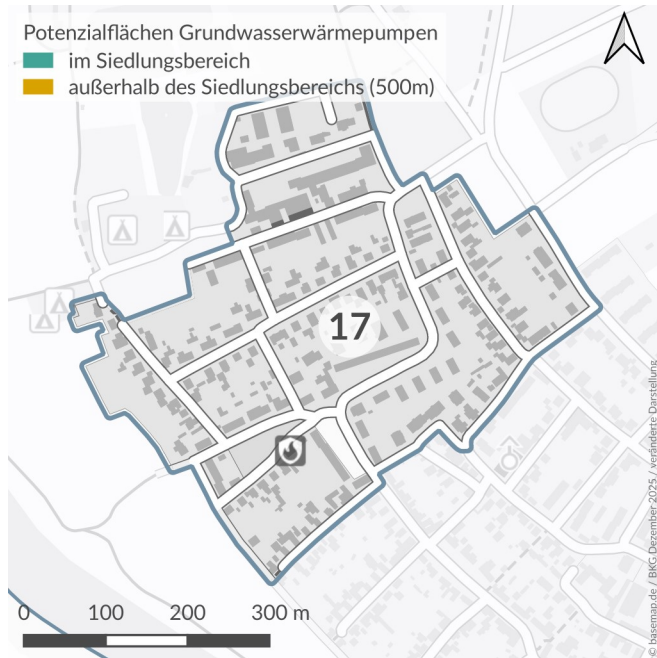 Potenzialflächen Grundwasserwärmepumpen
im Siedlungsbereich
außerhalb des Siedlungsbereichs (500m)
17
0 100 200 300 m
© basemap.de / BKG Dezember 2025 / veränderte Darstellung